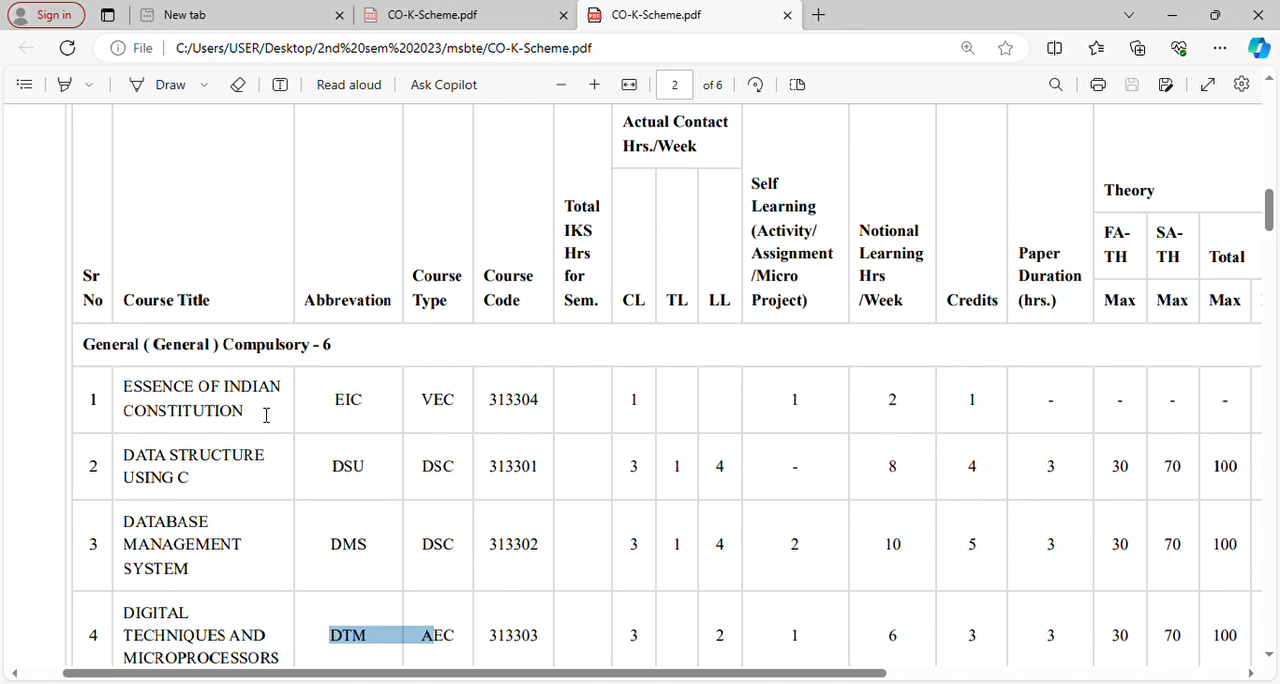 Sign in
New tab
CO-K-Scheme.pdf
CO-K-Scheme.pdf
File
C:/Users/USER/Desktop/2nd%20sem%202023/msbte/CO-K-Scheme.pdf
Draw
Read aloud
Ask Copilot
2 of 6
Actual Contact
Hrs./Week
Self
Learning
(Activity/
Assignment
/Micro
Project)
Theory
Total
IKS
Hrs
for
Sem.
Notional
Learning
Hrs
/Week
Paper
Duration
(hrs.)
FA-
TH
SA-
TH
Total
Sr
No
Course Title
Abbrevation
Course
Type
Course
Code
CL TL LL
Credits
Max Max Max
General ( General ) Compulsory - 6
1 ESSENCE OF INDIAN
CONSTITUTION EIC VEC 313304 1 1 2 1 - - - -
2 DATA STRUCTURE
USING C DSU DSC 313301 3 1 4 - 8 4 3 30 70 100
3 DATABASE
MANAGEMENT
SYSTEM DMS DSC 313302 3 1 4 2 10 5 3 30 70 100
4 DIGITAL
TECHNIQUES AND
MICROPROCESSORS DTM AEC 313303 3 2 1 6 3 3 30 70 100